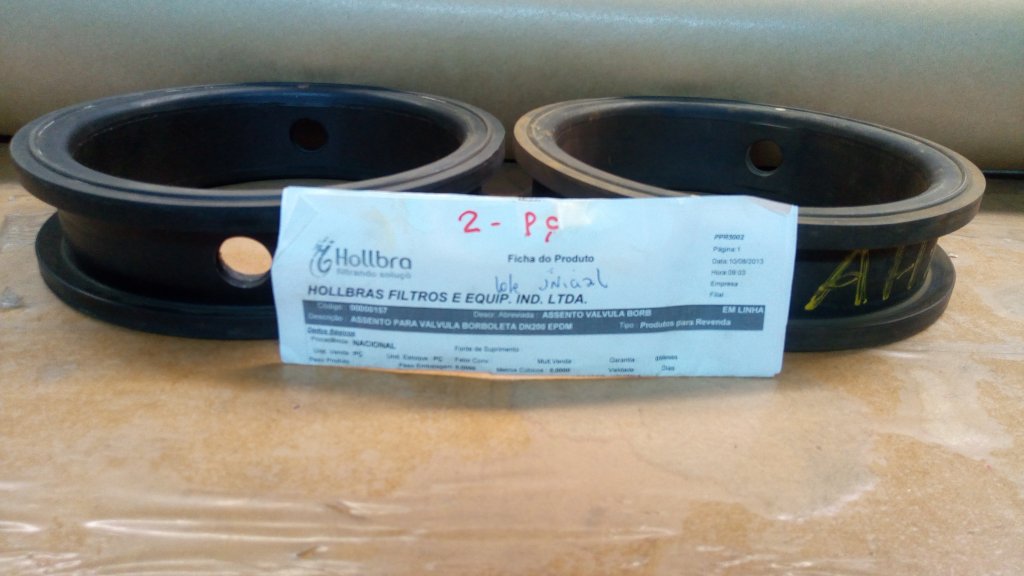 2 - PÇ
Hollbra
filtrando soluçõ
Ficha do Produto
lote inicial
PPR5002
Página:1
Data:10/08/2013
Hora:09:03
Empresa
Filial
HOLLBRAS FILTROS E EQUIP. IND. LTDA.
Código: 00000157 Descr. Abreviada: ASSENTO VALVULA BORB EM LINHA
Descrição: ASSENTO PARA VALVULA BORBOLETA DN200 EPDM Tipo: Produtos para Revenda
Dados Básicos
Procedência: NACIONAL Fonte de Suprimento:
Unid. Venda: PÇ Unid. Estoque: PÇ Fator Conv: Mult.Venda Garantia:
Peso Produto Peso Embalagem: 0.0000 Metros Cúbicos: 0.0000 Validade Dias
AH